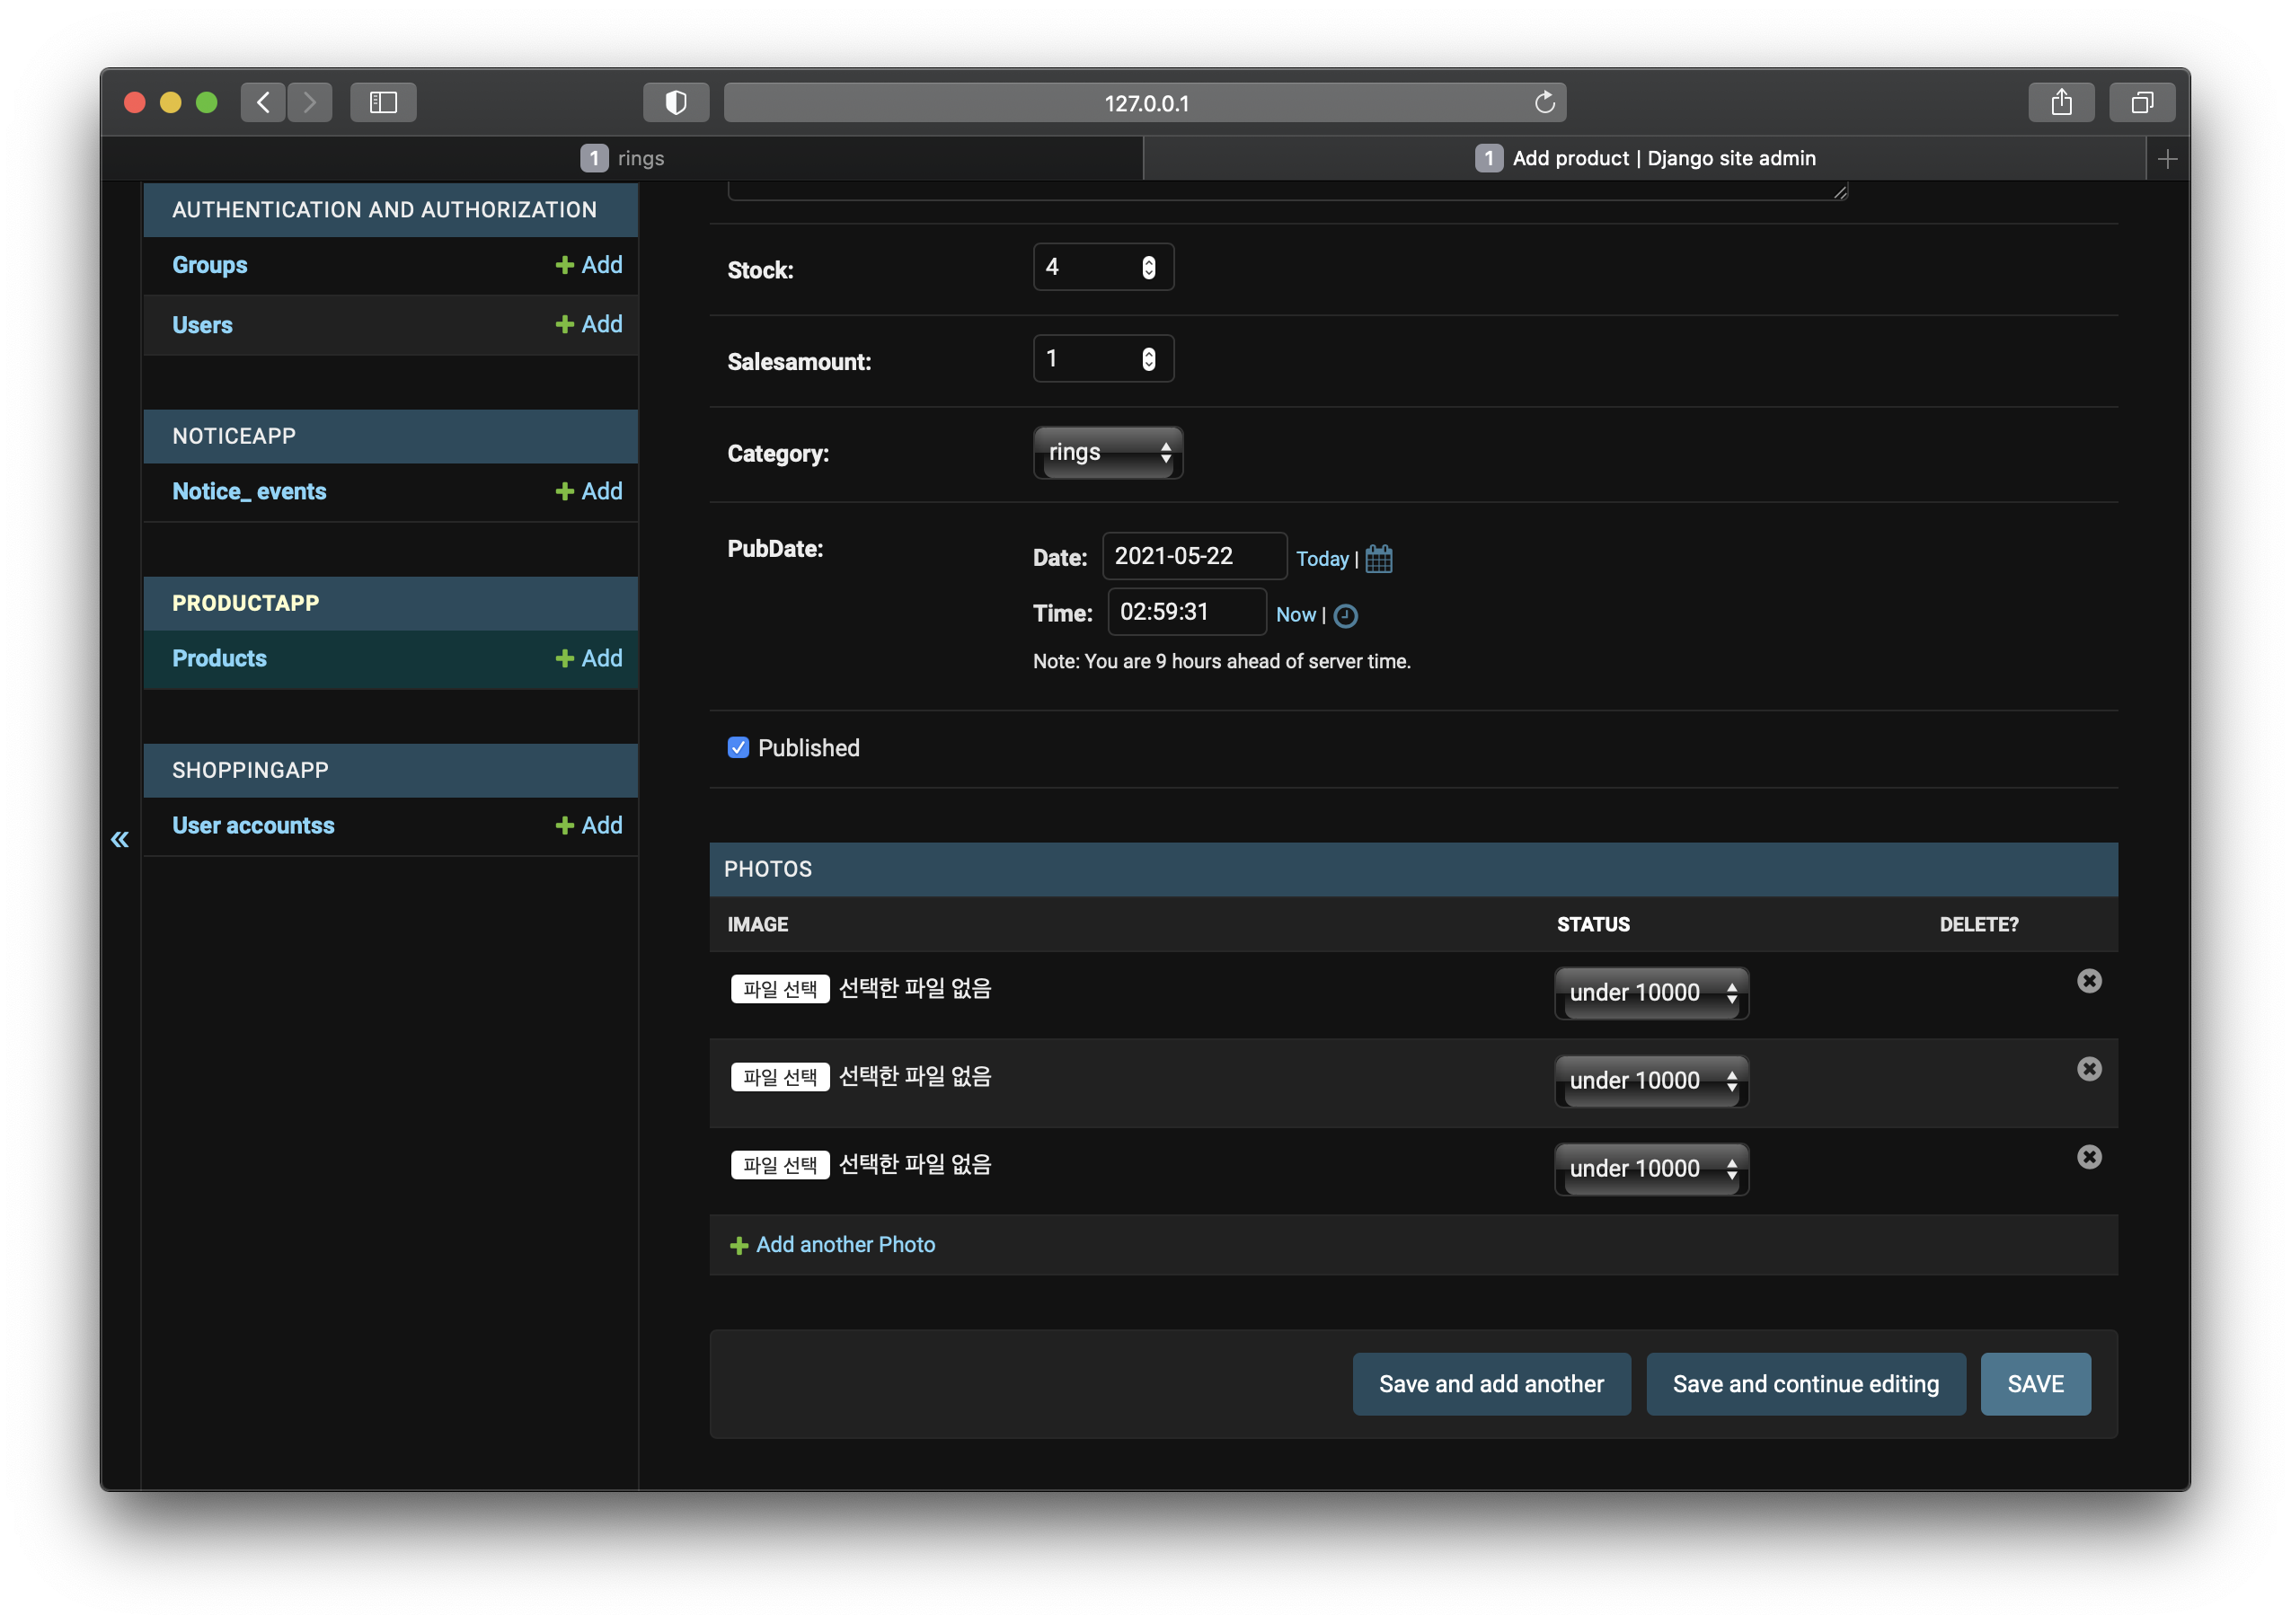 127.0.0.1
1 rings
1 Add product | Django site admin
AUTHENTICATION AND AUTHORIZATION
Groups + Add
Users + Add
NOTICEAPP
Notice_ events + Add
PRODUCTAPP
Products + Add
SHOPPINGAPP
User accountss + Add
«
Stock: 4
Salesamount: 1
Category: rings
PubDate: Date: 2021-05-22 Today |
Time: 02:59:31 Now |
Note: You are 9 hours ahead of server time.
Published
PHOTOS
IMAGE STATUS DELETE?
파일 선택 선택한 파일 없음 under 10000
파일 선택 선택한 파일 없음 under 10000
파일 선택 선택한 파일 없음 under 10000
+ Add another Photo
Save and add another Save and continue editing SAVE